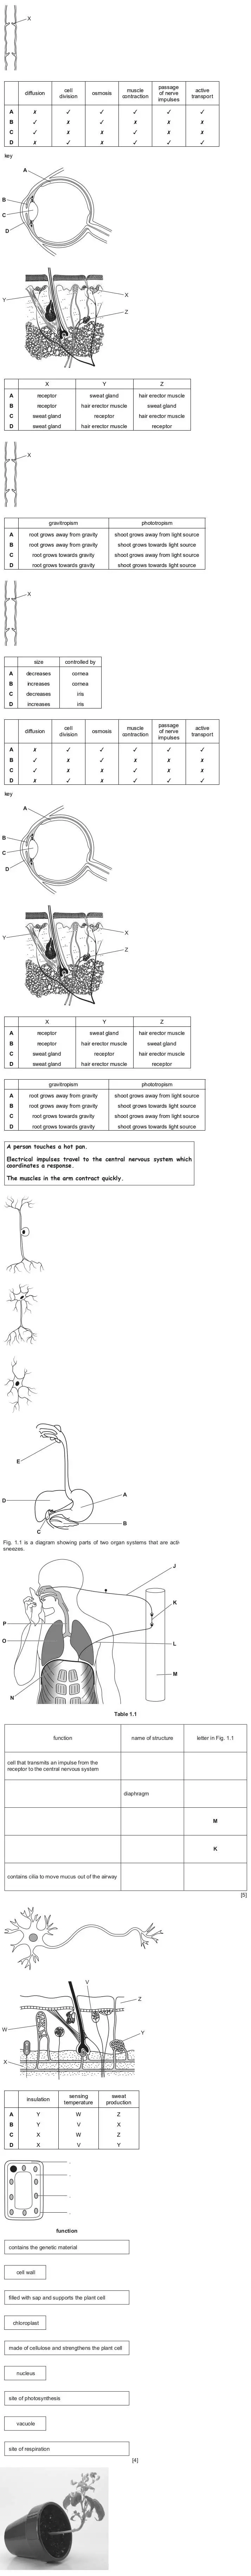 X
diffusion cell division osmosis muscle contraction passage of nerve impulses active transport
A ✗ ✓ ✓ ✓ ✓ ✓
B ✓ ✗ ✓ ✗ ✗ ✗
C ✓ ✗ ✗ ✓ ✗ ✗
D ✗ ✓ ✗ ✓ ✓ ✓
key
A
B
C
D
Y
X
Z
X Y Z
A receptor sweat gland hair erector muscle
B receptor hair erector muscle sweat gland
C sweat gland receptor hair erector muscle
D sweat gland hair erector muscle receptor
X
gravitropism phototropism
A root grows away from gravity shoot grows away from light source
B root grows away from gravity shoot grows towards light source
C root grows towards gravity shoot grows away from light source
D root grows towards gravity shoot grows towards light source
X
size controlled by
A decreases cornea
B increases cornea
C decreases iris
D increases iris
diffusion cell division osmosis muscle contraction passage of nerve impulses active transport
A ✗ ✓ ✓ ✓ ✓ ✓
B ✓ ✗ ✓ ✗ ✗ ✗
C ✓ ✗ ✗ ✓ ✗ ✗
D ✗ ✓ ✗ ✓ ✓ ✓
key
A
B
C
D
Y
X
Z
X Y Z
A receptor sweat gland hair erector muscle
B receptor hair erector muscle sweat gland
C sweat gland receptor hair erector muscle
D sweat gland hair erector muscle receptor
gravitropism phototropism
A root grows away from gravity shoot grows away from light source
B root grows away from gravity shoot grows towards light source
C root grows towards gravity shoot grows away from light source
D root grows towards gravity shoot grows towards light source
A person touches a hot pan.
Electrical impulses travel to the central nervous system which
coordinates a response.
The muscles in the arm contract quickly.
E
D
A
B
C
Fig. 1.1 is a diagram showing parts of two organ systems that are acti
sneezes.
J
K
P
O
L
M
N
Table 1.1
function name of structure letter in Fig. 1.1
cell that transmits an impulse from the
receptor to the central nervous system
diaphragm
M
K
contains cilia to move mucus out of the airway
[5]
V
Z
W
Y
X
insulation sensing temperature sweat production
A Y W Z
B Y V X
C X W Z
D X V Y
function
contains the genetic material
cell wall
filled with sap and supports the plant cell
chloroplast
made of cellulose and strengthens the plant cell
nucleus
site of photosynthesis
vacuole
site of respiration
[4]